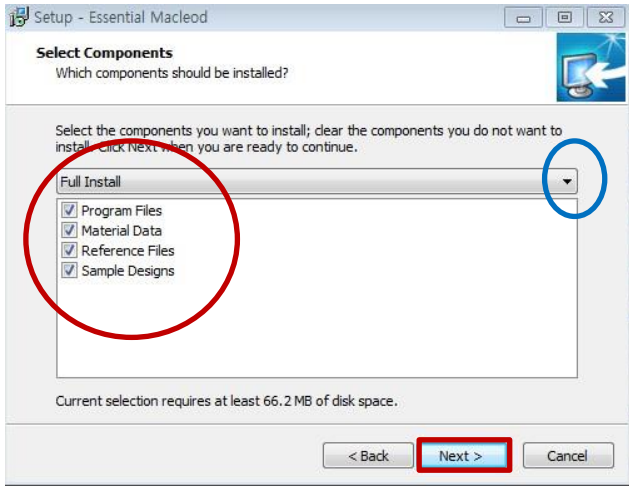 Setup - Essential Macleod
Select Components
Which components should be installed?
Select the components you want to install; clear the components you do not want to
install. Click Next when you are ready to continue.
Full Install
Program Files
Material Data
Reference Files
Sample Designs
Current selection requires at least 66.2 MB of disk space.
< Back
Next >
Cancel